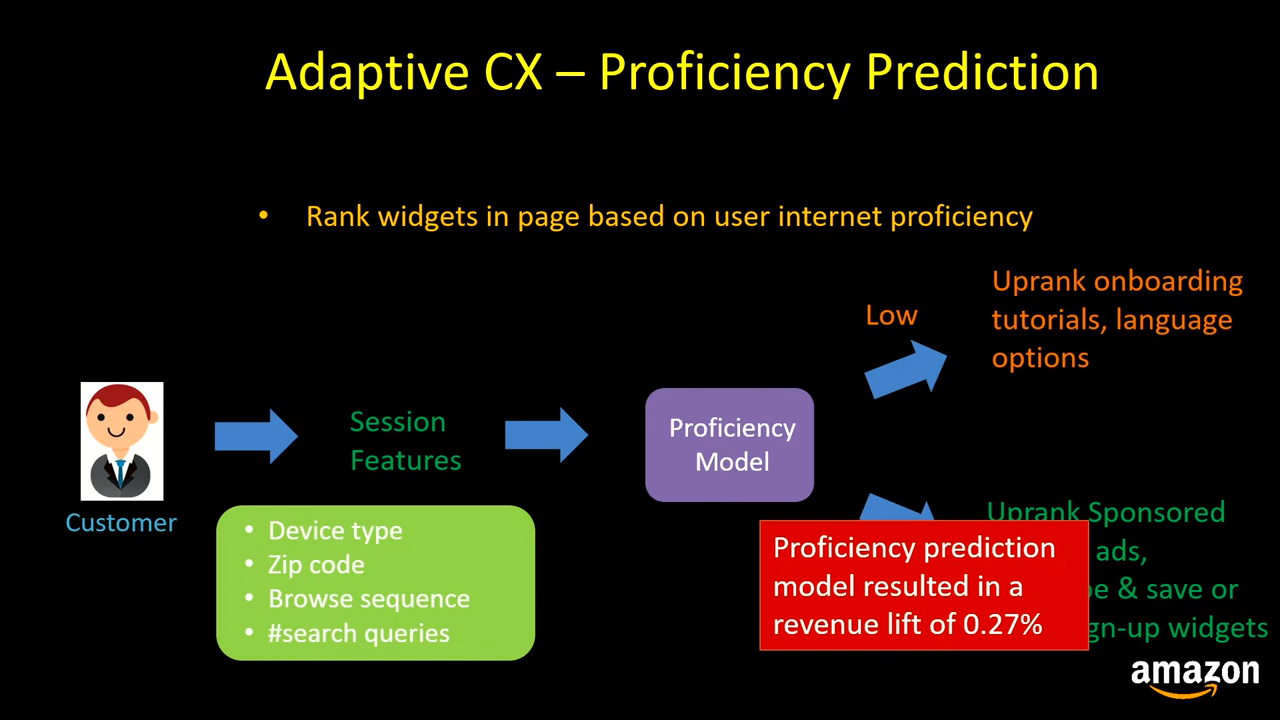 Adaptive CX – Proficiency Prediction
• Rank widgets in page based on user internet proficiency
Customer
Session
Features
• Device type
• Zip code
• Browse sequence
• #search queries
Proficiency
Model
Low
Uprank onboarding
tutorials, language
options
Uprank Sponsored
ads,
& save or
widgets
Proficiency prediction
model resulted in a
revenue lift of 0.27%
amazon